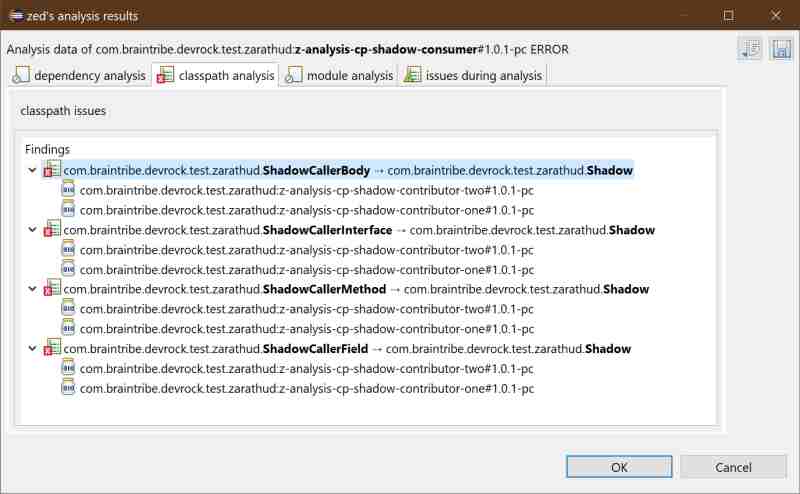 zed's analysis results
Analysis data of com.braintribe.devrock.test.zarathud:z-analysis-cp-shadow-consumer#1.0.1-pc ERROR
dependency analysis classpath analysis module analysis issues during analysis
classpath issues
Findings
com.braintribe.devrock.test.zarathud.ShadowCallerBody → com.braintribe.devrock.test.zarathud.Shadow
com.braintribe.devrock.test.zarathud:z-analysis-cp-shadow-contributor-two#1.0.1-pc
com.braintribe.devrock.test.zarathud:z-analysis-cp-shadow-contributor-one#1.0.1-pc
com.braintribe.devrock.test.zarathud.ShadowCallerInterface → com.braintribe.devrock.test.zarathud.Shadow
com.braintribe.devrock.test.zarathud:z-analysis-cp-shadow-contributor-two#1.0.1-pc
com.braintribe.devrock.test.zarathud:z-analysis-cp-shadow-contributor-one#1.0.1-pc
com.braintribe.devrock.test.zarathud.ShadowCallerMethod → com.braintribe.devrock.test.zarathud.Shadow
com.braintribe.devrock.test.zarathud:z-analysis-cp-shadow-contributor-two#1.0.1-pc
com.braintribe.devrock.test.zarathud:z-analysis-cp-shadow-contributor-one#1.0.1-pc
com.braintribe.devrock.test.zarathud.ShadowCallerField → com.braintribe.devrock.test.zarathud.Shadow
com.braintribe.devrock.test.zarathud:z-analysis-cp-shadow-contributor-two#1.0.1-pc
com.braintribe.devrock.test.zarathud:z-analysis-cp-shadow-contributor-one#1.0.1-pc
OK Cancel